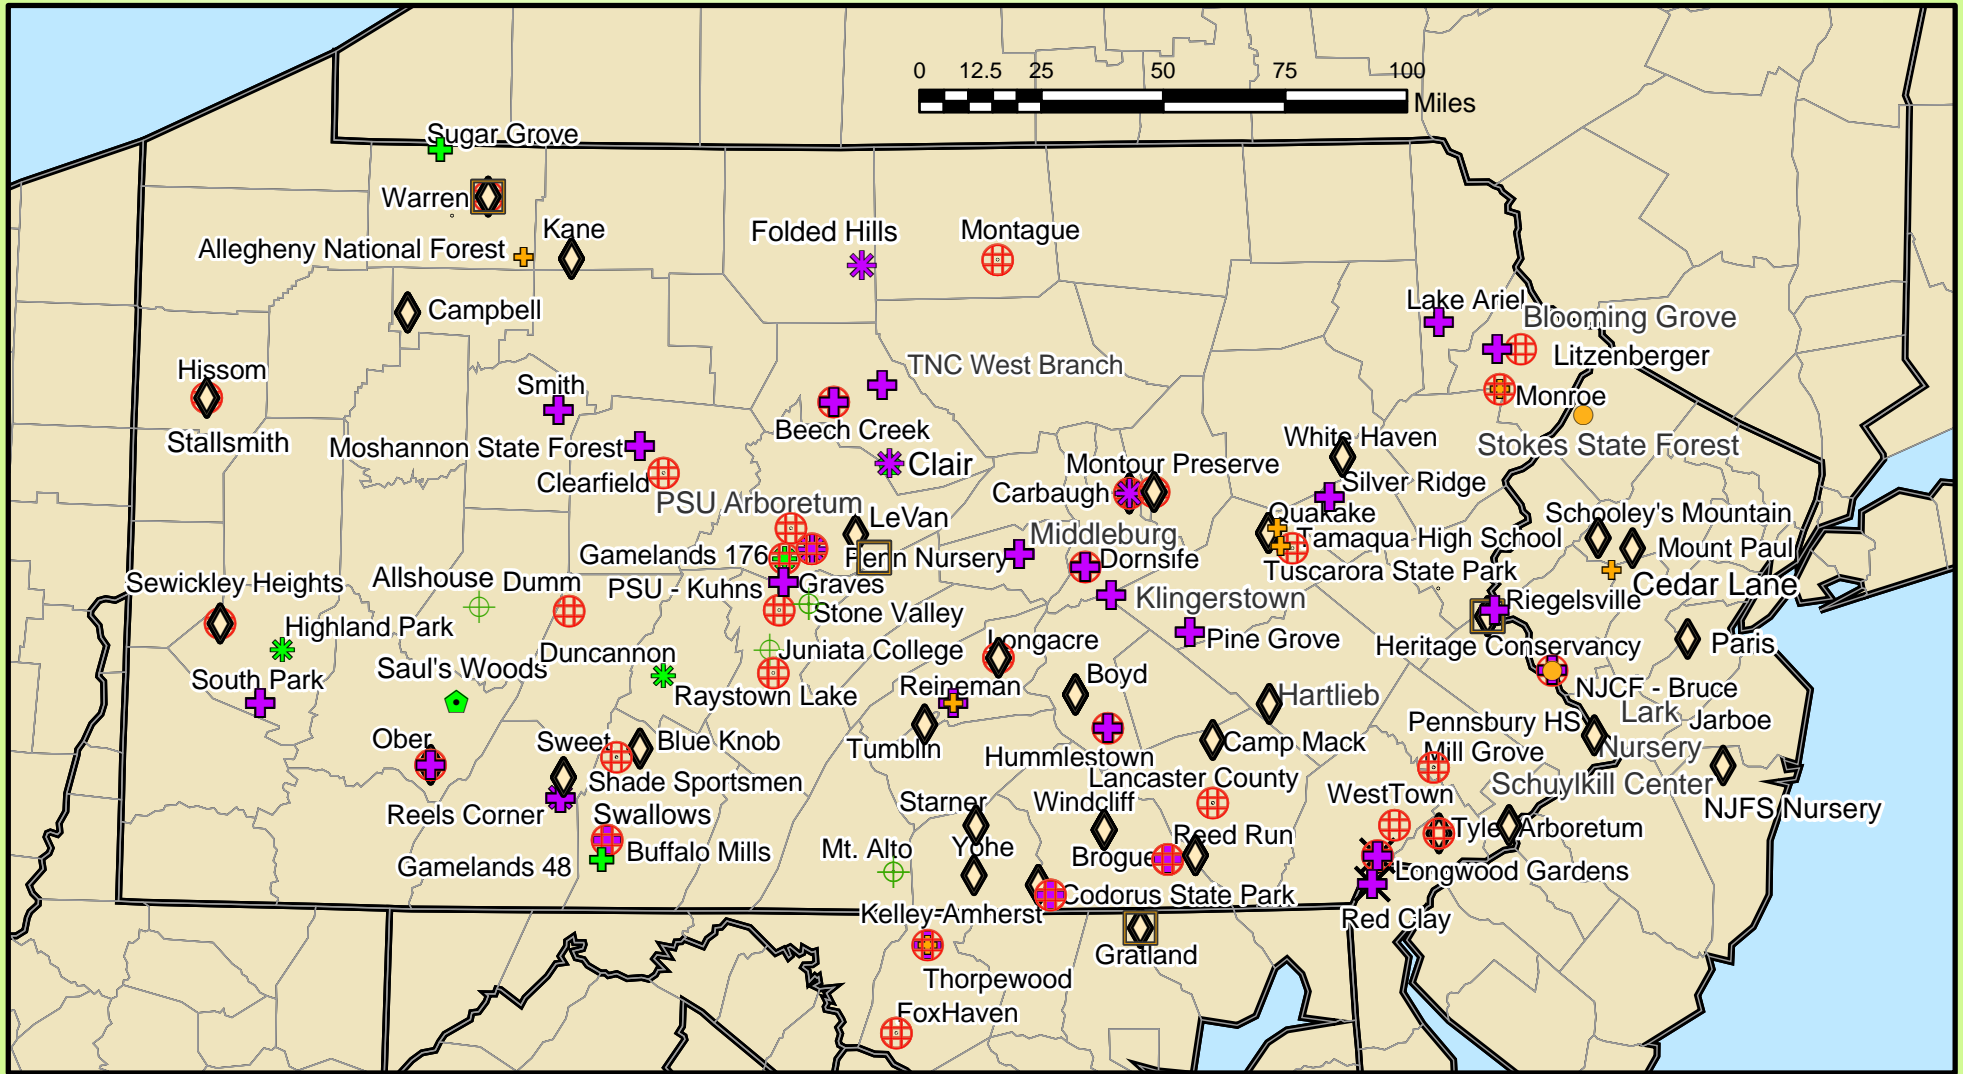 0 12.5 25 50 75 100
Miles
Sugar Grove
Warren
Allegheny National Forest
Kane
Folded Hills
Montague
Campbell
Lake Ariel
Blooming Grove
Litzenberger
Hissom
TNC West Branch
Smith
Monroe
Stallsmith
Beech Creek
White Haven
Stokes State Forest
Moshannon State Forest
Clair
Montour Preserve
Clearfield
Carbaugh
Silver Ridge
PSU Arboretum
LeVan
Quakake
Schooley's Mountain
Middleburg
Tamaqua High School
Gamelands 176
Penn Nursery
Dornsife
Mount Paul
Sewickley Heights
Allshouse
Dumm
PSU - Kuhns
Graves
Tuscarora State Park
Cedar Lane
Klingerstown
Riegelsville
Stone Valley
Highland Park
Pine Grove
Heritage Conservancy
Paris
Duncannon
Juniata College
Longacre
South Park
Saul's Woods
Raystown Lake
Reineman
Boyd
Hartlieb
NJCF - Bruce
Lark
Jarboe
Pennsbury HS
Ober
Sweet
Blue Knob
Tumblin
Hummlestown
Camp Mack
Mill Grove
Nursery
Shade Sportsmen
Lancaster County
Schuylkill Center
Reels Corner
Swallows
Starner
Windcliff
WestTown
NJFS Nursery
Tyler Arboretum
Gamelands 48
Buffalo Mills
Mt. Alto
Yohe
Brogue
Reed Run
Longwood Gardens
Codorus State Park
Kelley-Amherst
Red Clay
Gratland
Thorpewood
FoxHaven